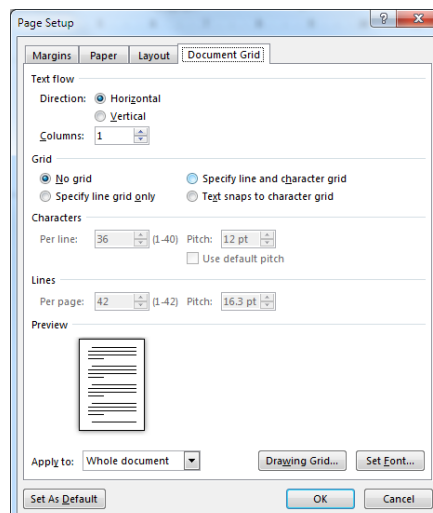 Page Setup
Margins Paper Layout Document Grid
Text flow
Direction: Horizontal
Vertical
Columns: 1
Grid
No grid Specify line and character grid
Specify line grid only Text snaps to character grid
Characters
Per line: 36 (1-40) Pitch: 12 pt
Use default pitch
Lines
Per page: 42 (1-42) Pitch: 16.3 pt
Preview
Apply to: Whole document Drawing Grid... Set Font...
Set As Default OK Cancel